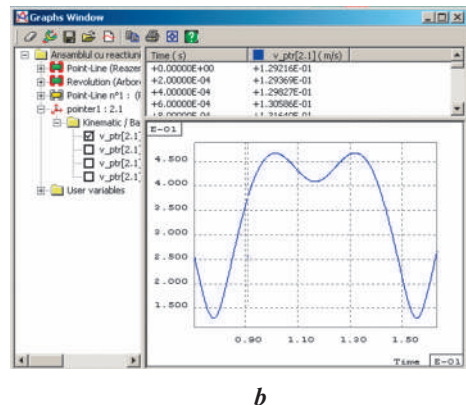 Graphs Window
Time ( s) v_ptr[2.1] ( m/s)
+0.00000E+00 +1.29216E-01
+2.00000E-04 +1.29369E-01
+4.00000E-04 +1.29827E-01
+6.00000E-04 +1.30586E-01
Ansamblul cu reactiuni
Point-Line (Reazer
Revolution (Arbore
Point-Line n°1 : (I
pointer1 : 2.1
Kinematic / Ba
v_ptr[2.1]
v_ptr[2.1]
v_ptr[2.1]
v_ptr[2.1]
User variables
E-01
4.500
4.000
3.500
3.000
2.500
2.000
1.500
0.90 1.10 1.30 1.50
Time E-01
b